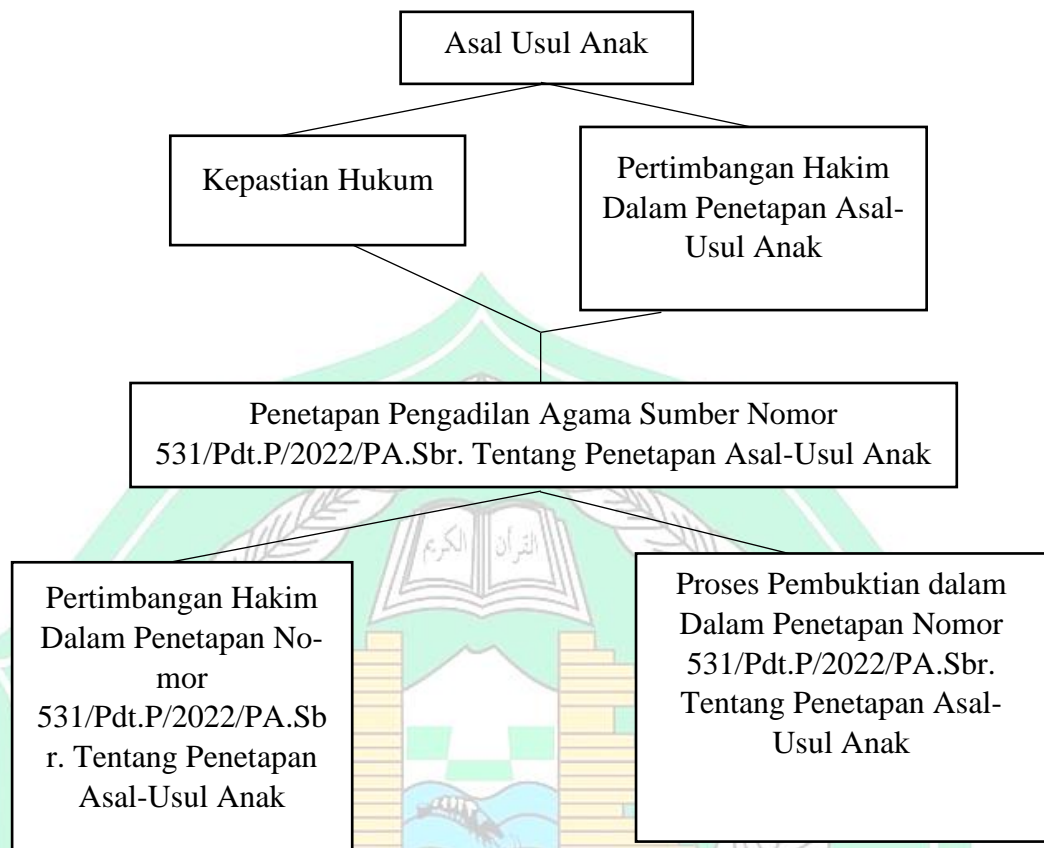 Asal Usul Anak
Kepastian Hukum
Pertimbangan Hakim
Dalam Penetapan Asal-
Usul Anak
Penetapan Pengadilan Agama Sumber Nomor
531/Pdt.P/2022/PA.Sbr. Tentang Penetapan Asal-Usul Anak
القرآن
الكريم
Pertimbangan Hakim
Dalam Penetapan No-
mor
531/Pdt.P/2022/PA.Sb
r. Tentang Penetapan
Asal-Usul Anak
Proses Pembuktian dalam
Dalam Penetapan Nomor
531/Pdt.P/2022/PA.Sbr.
Tentang Penetapan Asal-
Usul Anak